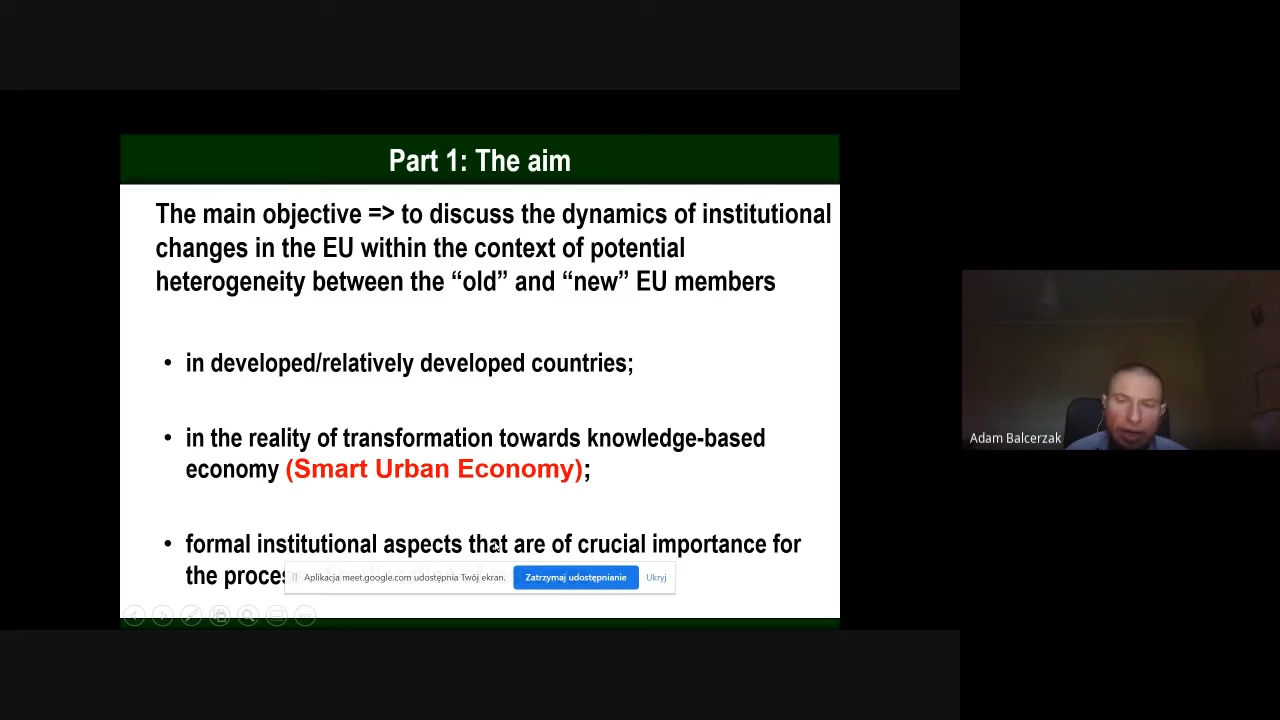 Part 1: The aim
The main objective => to discuss the dynamics of institutional
changes in the EU within the context of potential
heterogeneity between the “old” and “new” EU members
• in developed/relatively developed countries;
• in the reality of transformation towards knowledge-based
economy (Smart Urban Economy);
• formal institutional aspects that are of crucial importance for
the
Aplikacja meet.google.com udostępnia Twój ekran. Zatrzymaj udostępnianie Ukryj
Adam Balcerzak